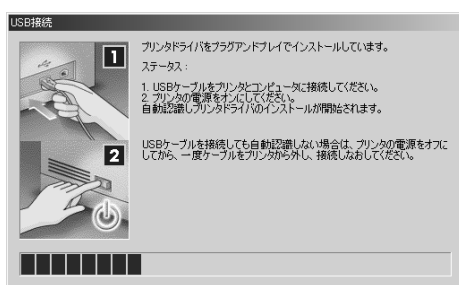 USB接続
1
プリンタドライバをプラグアンドプレイでインストールしています。
ステータス：
1. USBケーブルをプリンタとコンピュータに接続してください。
2. プリンタの電源をオンにしてください。
自動認識しプリンタドライバのインストールが開始されます。
2
USBケーブルを接続しても自動認識しない場合は、プリンタの電源をオフに
してから、一度ケーブルをプリンタから外し、接続しなおしてください。